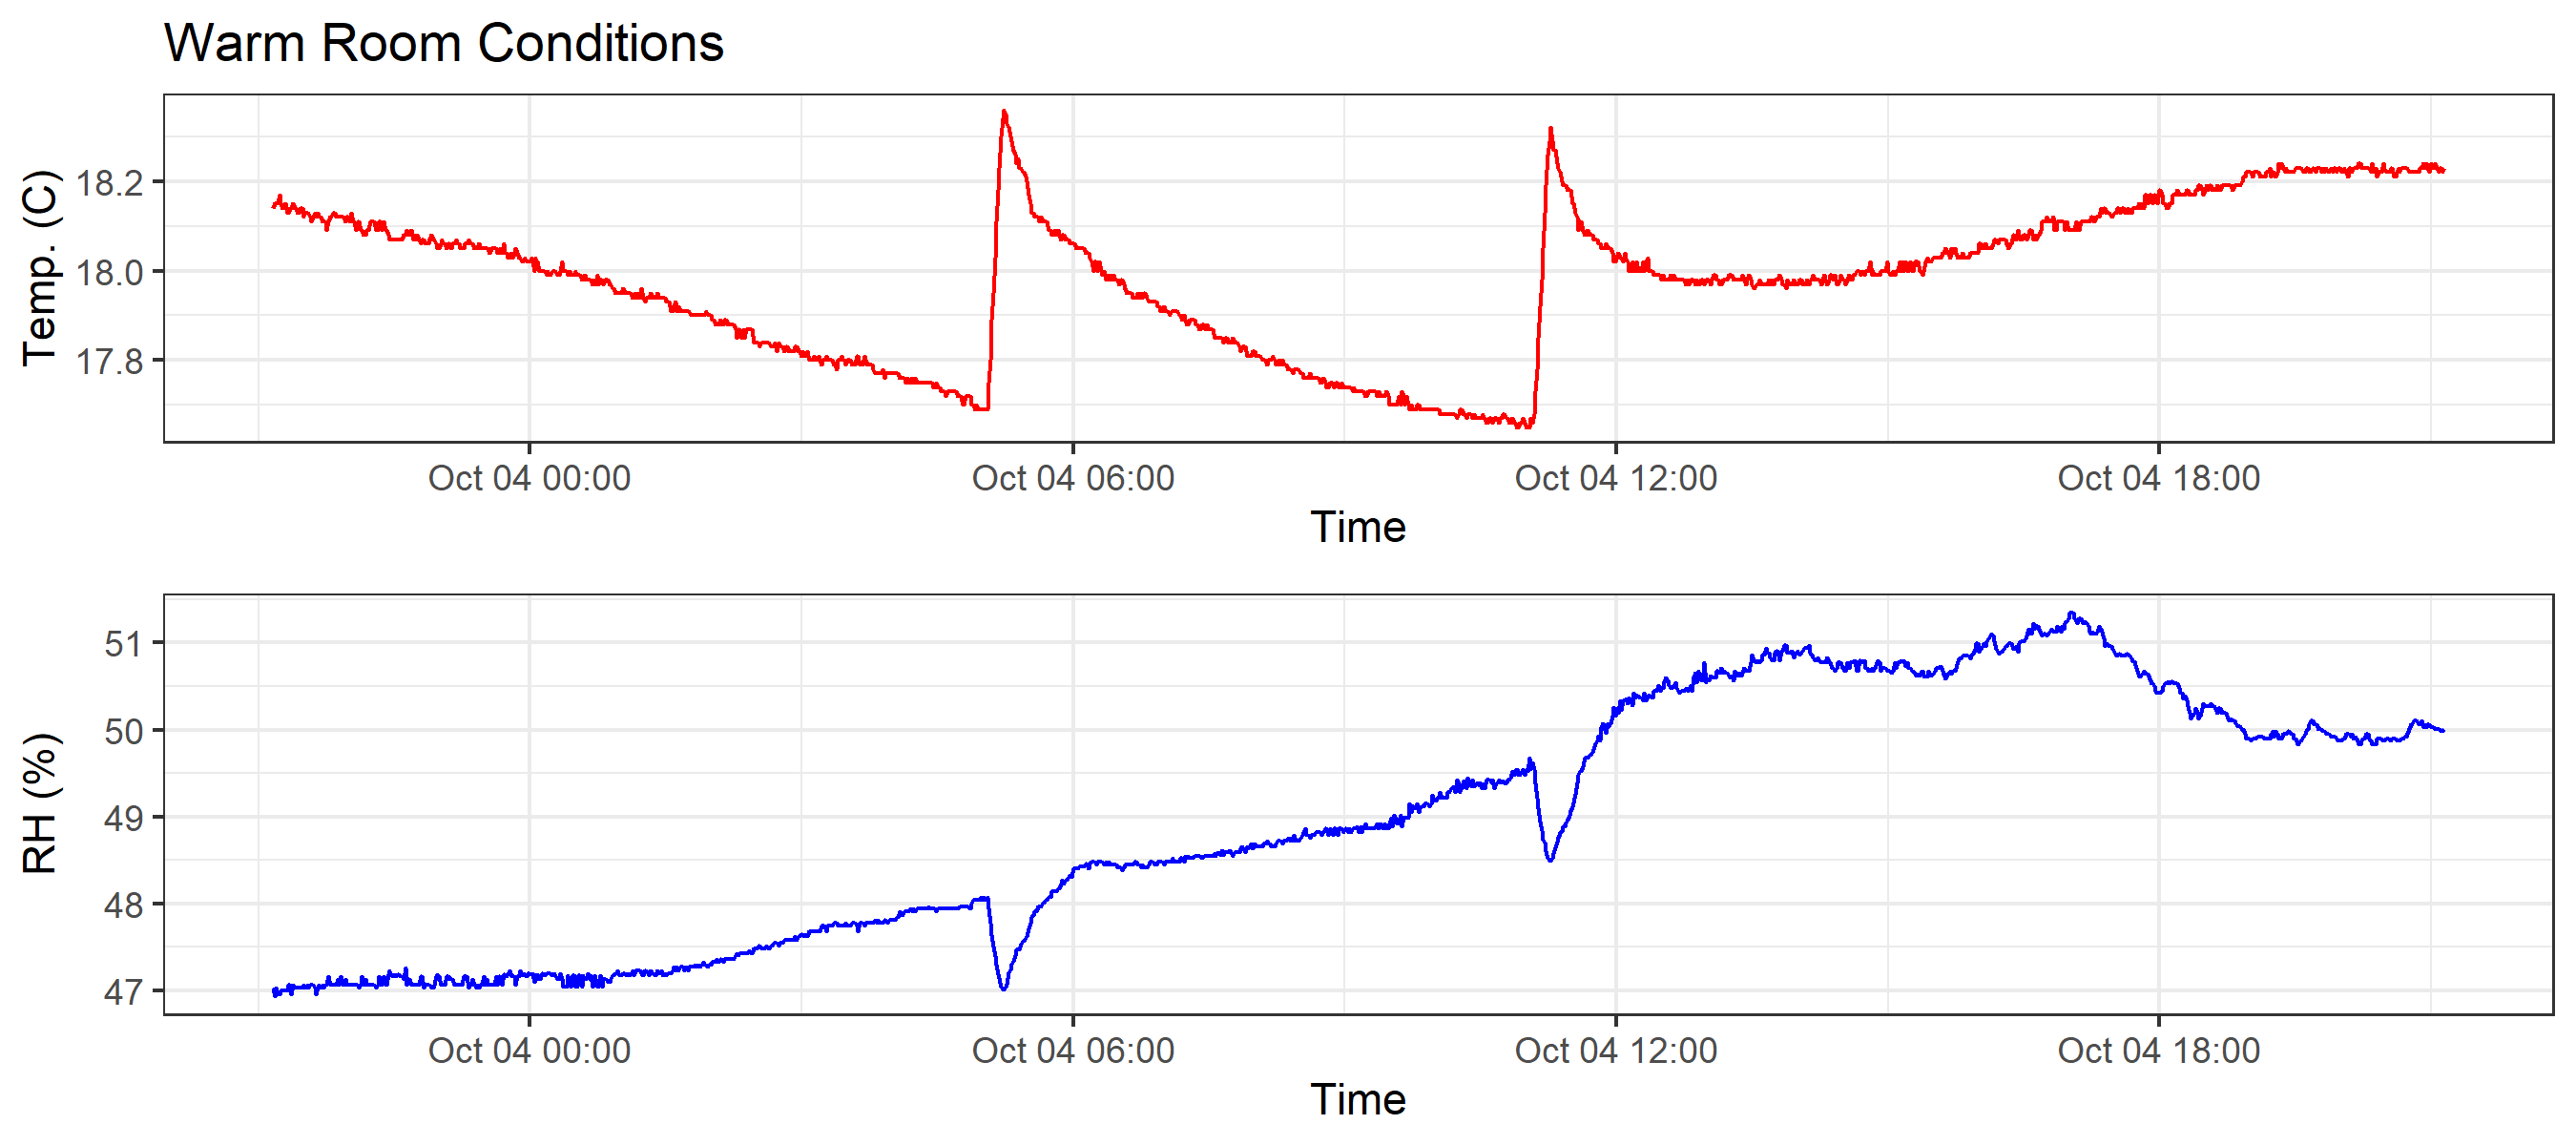 Warm Room Conditions
Temp. (C)
18.2
18.0
17.8
Oct 04 00:00 Oct 04 06:00 Oct 04 12:00 Oct 04 18:00
Time
RH (%)
51
50
49
48
47
Oct 04 00:00 Oct 04 06:00 Oct 04 12:00 Oct 04 18:00
Time